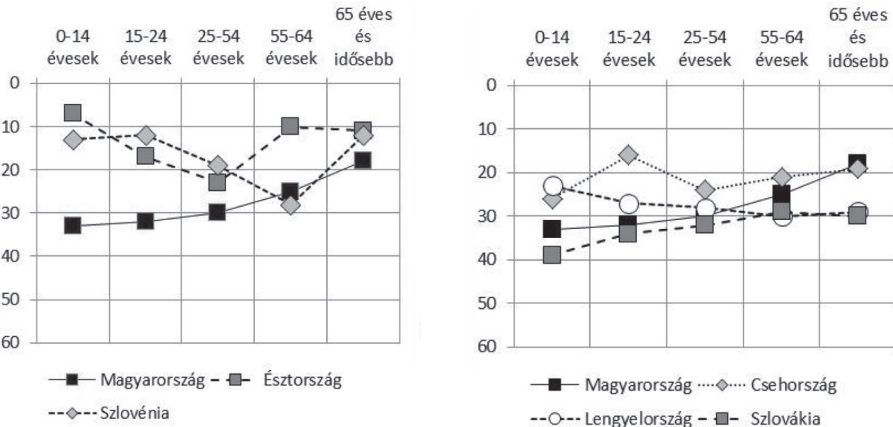 0-14 évesek
15-24 évesek
25-54 évesek
55-64 évesek
65 éves és idősebb
0
10
20
30
40
50
60
Magyarország
Észtország
Szlovénia
0-14 évesek
15-24 évesek
25-54 évesek
55-64 évesek
65 éves és idősebb
0
10
20
30
40
50
60
Magyarország
Csehország
Lengyelország
Szlovákia